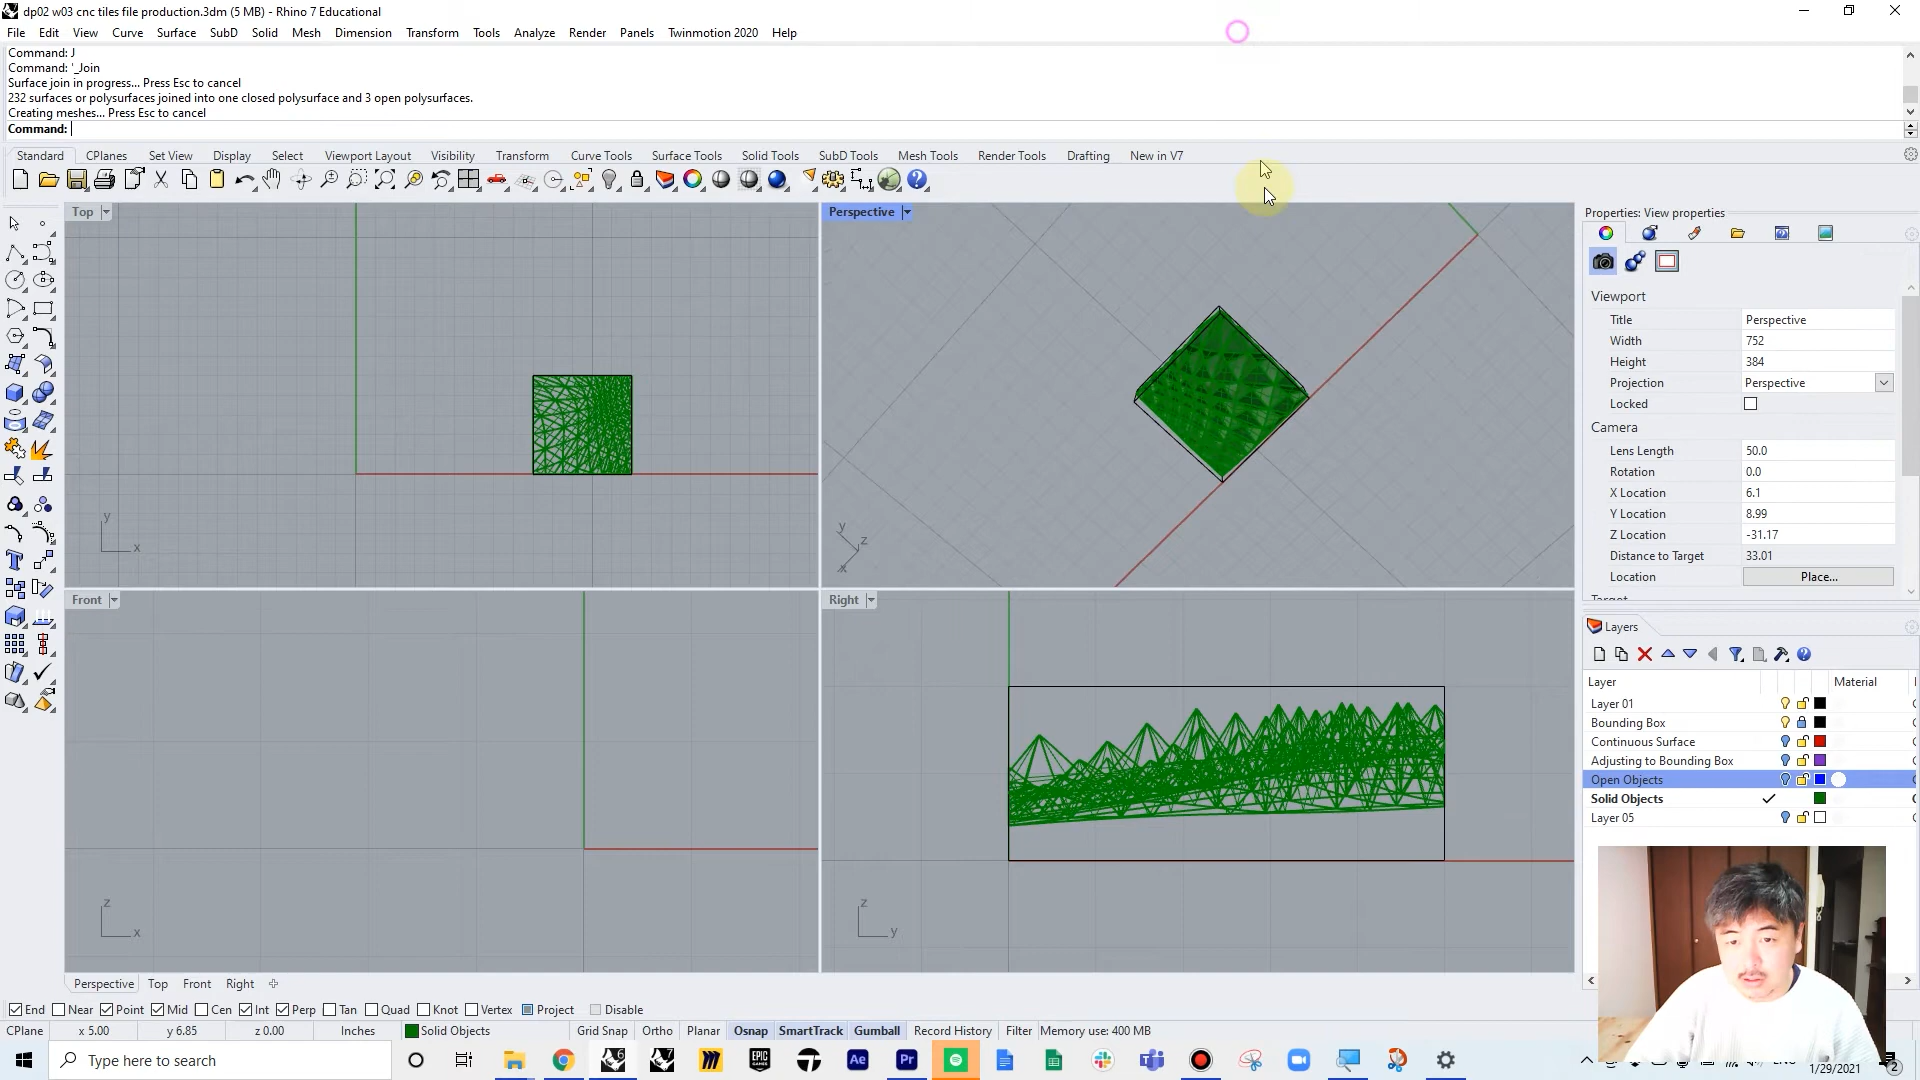 dp02 w03 cnc tiles file production.3dm (5 MB) - Rhino 7 Educational
File Edit View Curve Surface SubD Solid Mesh Dimension Transform Tools Analyze Render Panels Twinmotion 2020 Help
Command: J
Command: '_Join
Surface join in progress... Press Esc to cancel
232 surfaces or polysurfaces joined into one closed polysurface and 3 open polysurfaces.
Creating meshes... Press Esc to cancel
Command:
Standard CPlanes Set View Display Select Viewport Layout Visibility Transform Curve Tools Surface Tools Solid Tools SubD Tools Mesh Tools Render Tools Drafting New in V7
Top
Perspective
Front
Right
y
x
y
z
x
z
x
z
y
Properties: View properties
Viewport
Title Perspective
Width 752
Height 384
Projection Perspective
Locked
Camera
Lens Length 50.0
Rotation 0.0
X Location 6.1
Y Location 8.99
Z Location -31.17
Distance to Target 33.01
Location Place...
Layers
Layer Material
Layer 01
Bounding Box
Continuous Surface
Adjusting to Bounding Box
Open Objects
Solid Objects
Layer 05
Perspective Top Front Right
End Near Point Mid Cen Int Perp Tan Quad Knot Vertex Project Disable
CPlane x 5.00 y 6.85 z 0.00 Inches Solid Objects Grid Snap Ortho Planar Osnap SmartTrack Gumball Record History Filter Memory use: 400 MB
Type here to search
6
7
EPIC GAMES
Ae
Pr
1/29/2021
2